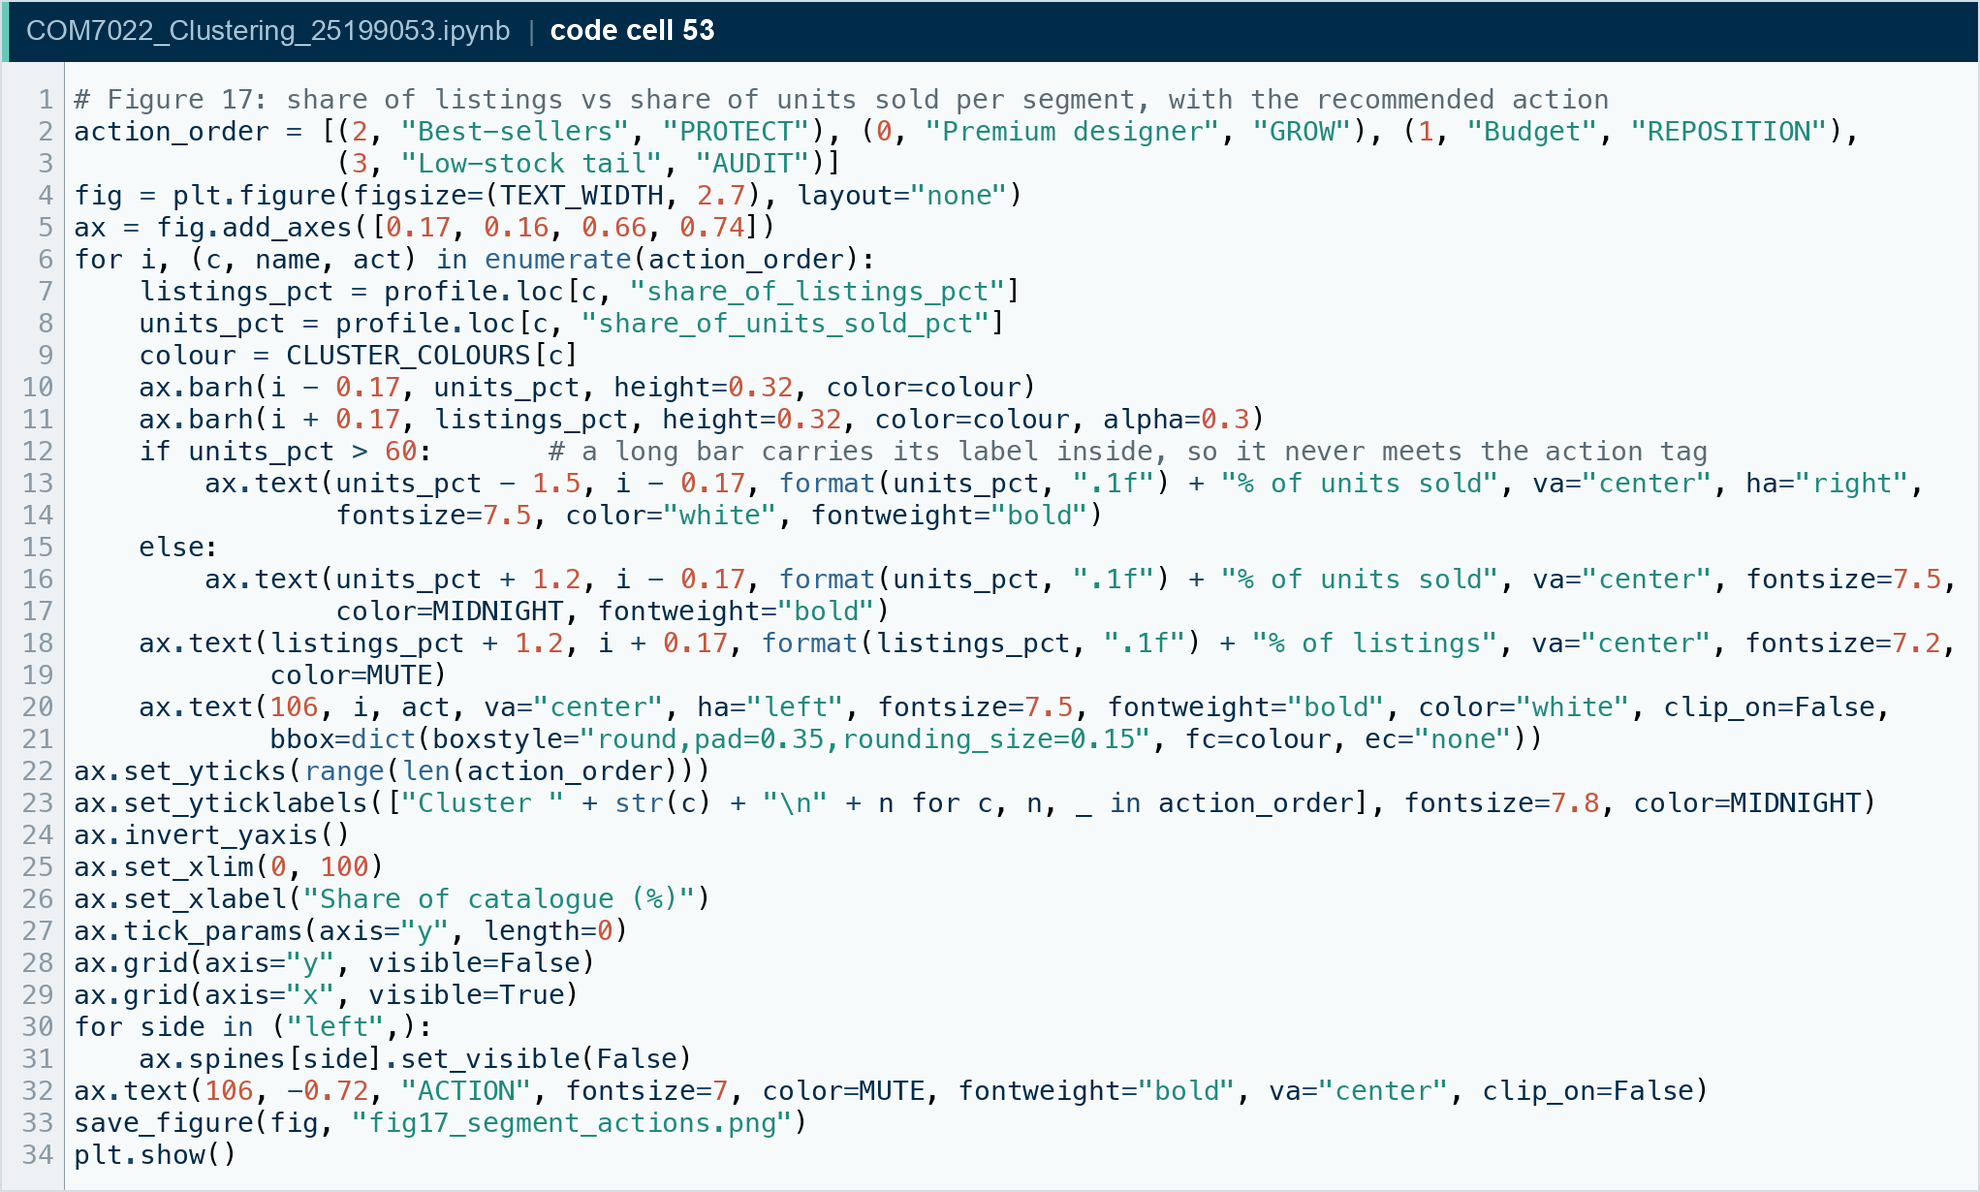 COM7022_Clustering_25199053.ipynb | code cell 53
1 # Figure 17: share of listings vs share of units sold per segment, with the recommended action
2 action_order = [(2, "Best-sellers", "PROTECT"), (0, "Premium designer", "GROW"), (1, "Budget", "REPOSITION"),
3                 (3, "Low-stock tail", "AUDIT")]
4 fig = plt.figure(figsize=(TEXT_WIDTH, 2.7), layout="none")
5 ax = fig.add_axes([0.17, 0.16, 0.66, 0.74])
6 for i, (c, name, act) in enumerate(action_order):
7     listings_pct = profile.loc[c, "share_of_listings_pct"]
8     units_pct = profile.loc[c, "share_of_units_sold_pct"]
9     colour = CLUSTER_COLOURS[c]
10     ax.barh(i - 0.17, units_pct, height=0.32, color=colour)
11     ax.barh(i + 0.17, listings_pct, height=0.32, color=colour, alpha=0.3)
12     if units_pct > 60:       # a long bar carries its label inside, so it never meets the action tag
13         ax.text(units_pct - 1.5, i - 0.17, format(units_pct, ".1f") + "% of units sold", va="center", ha="right",
14                 fontsize=7.5, color="white", fontweight="bold")
15     else:
16         ax.text(units_pct + 1.2, i - 0.17, format(units_pct, ".1f") + "% of units sold", va="center", fontsize=7.5,
17                 color=MIDNIGHT, fontweight="bold")
18     ax.text(listings_pct + 1.2, i + 0.17, format(listings_pct, ".1f") + "% of listings", va="center", fontsize=7.2,
19             color=MUTE)
20     ax.text(106, i, act, va="center", ha="left", fontsize=7.5, fontweight="bold", color="white", clip_on=False,
21             bbox=dict(boxstyle="round,pad=0.35,rounding_size=0.15", fc=colour, ec="none"))
22 ax.set_yticks(range(len(action_order)))
23 ax.set_yticklabels(["Cluster " + str(c) + "\n" + n for c, n, _ in action_order], fontsize=7.8, color=MIDNIGHT)
24 ax.invert_yaxis()
25 ax.set_xlim(0, 100)
26 ax.set_xlabel("Share of catalogue (%)")
27 ax.tick_params(axis="y", length=0)
28 ax.grid(axis="y", visible=False)
29 ax.grid(axis="x", visible=True)
30 for side in ("left",):
31     ax.spines[side].set_visible(False)
32 ax.text(106, -0.72, "ACTION", fontsize=7, color=MUTE, fontweight="bold", va="center", clip_on=False)
33 save_figure(fig, "fig17_segment_actions.png")
34 plt.show()